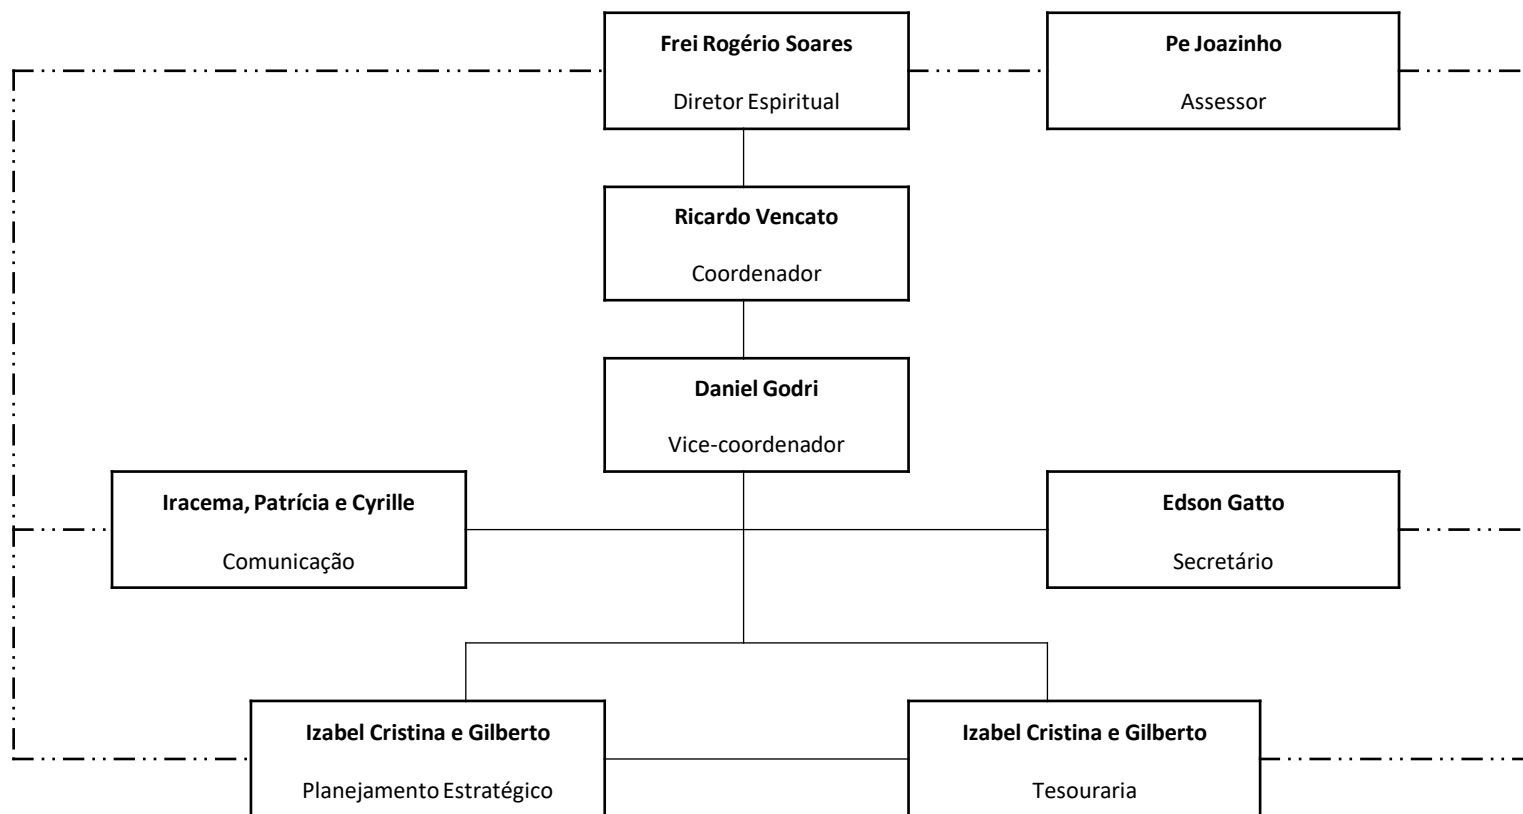 Frei Rogério Soares
Diretor Espiritual
Pe Joazinho
Assessor
Ricardo Vencato
Coordenador
Daniel Godri
Vice-coordenador
Iracema, Patrícia e Cyrille
Comunicação
Edson Gatto
Secretário
Izabel Cristina e Gilberto
Planejamento Estratégico
Izabel Cristina e Gilberto
Tesouraria